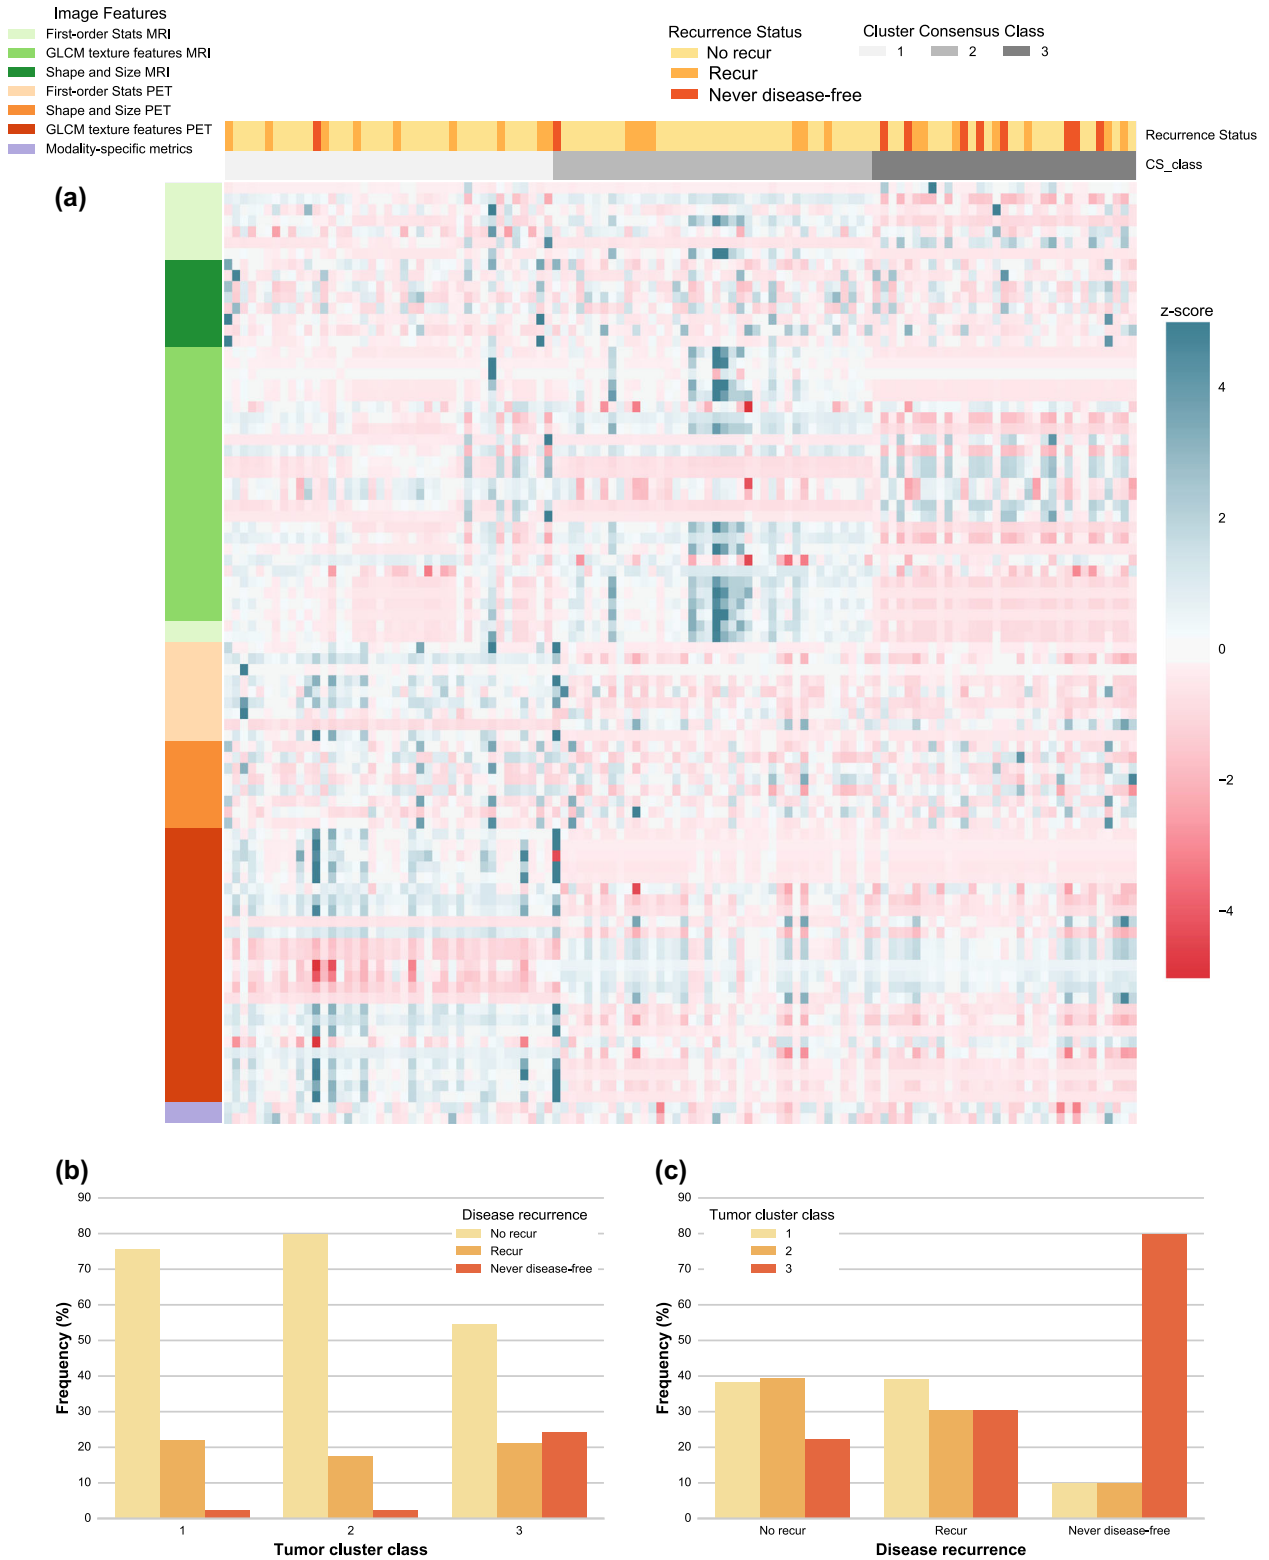 Image Features
First-order Stats MRI
GLCM texture features MRI
Shape and Size MRI
First-order Stats PET
Shape and Size PET
GLCM texture features PET
Modality-specific metrics
Recurrence Status
No recur
Recur
Never disease-free
Cluster Consensus Class
1 2 3
Recurrence Status
CS_class
(a)
z-score
4
2
0
−2
−4
(b)
90
80
70
60
50
40
30
20
10
0
Frequency (%)
Disease recurrence
No recur
Recur
Never disease-free
1 2 3
Tumor cluster class
(c)
90
80
70
60
50
40
30
20
10
0
Frequency (%)
Tumor cluster class
1
2
3
No recur Recur Never disease-free
Disease recurrence